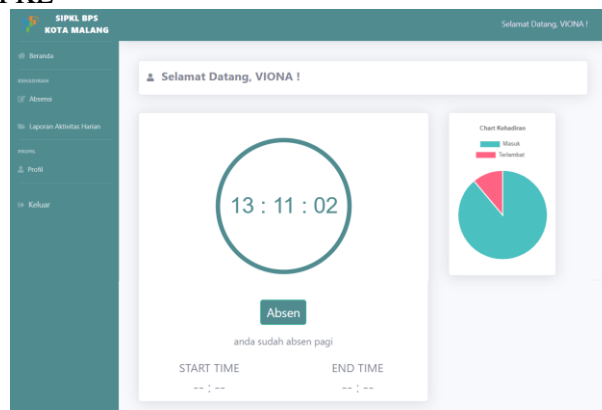 SIPKL BPS
KOTA MALANG
Selamat Datang, VIONA !
Beranda
KEHADIRAN
Absensi
Laporan Aktivitas Harian
PROFIL
Profil
Keluar
Selamat Datang, VIONA !
13 : 11 : 02
Absen
anda sudah absen pagi
START TIME
END TIME
-- : --
-- : --
Chart Kehadiran
Masuk
Terlambat